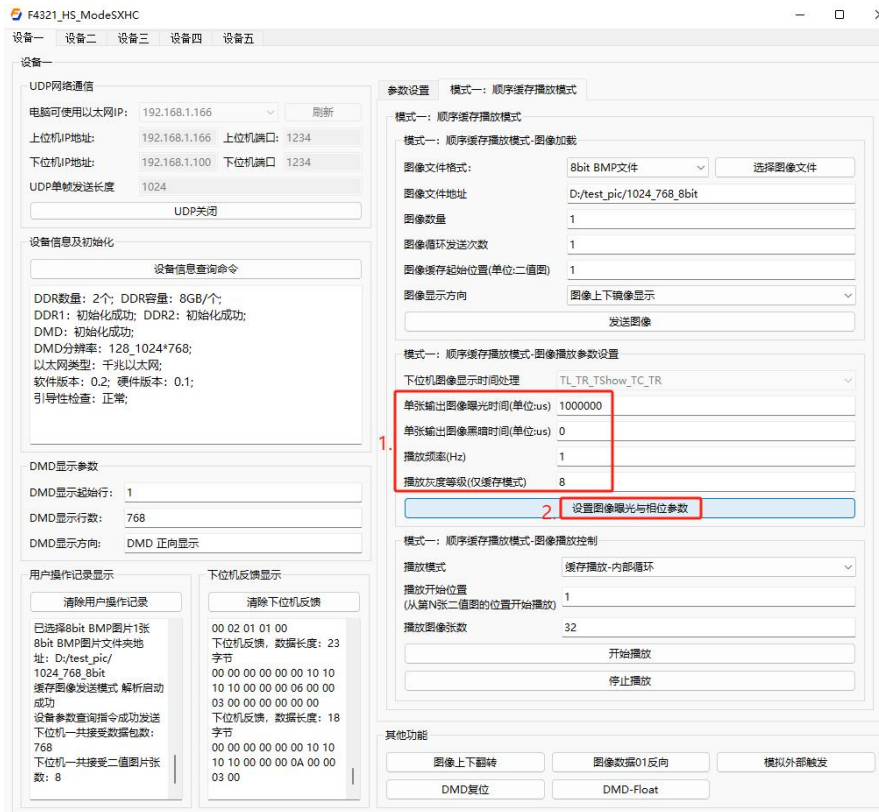 F4321_HS_ModeSXHC
设备一 设备二 设备三 设备四 设备五
设备一
UDP网络通信
电脑可使用以太网IP: 192.168.1.166 刷新
上位机IP地址: 192.168.1.166 上位机端口: 1234
下位机IP地址: 192.168.1.100 下位机端口 1234
UDP单帧发送长度 1024
UDP关闭
设备信息及初始化
设备信息查询命令
DDR数量: 2个; DDR容量: 8GB/个;
DDR1: 初始化成功; DDR2: 初始化成功;
DMD: 初始化成功;
DMD分辨率: 128_1024*768;
以太网类型: 千兆以太网;
软件版本: 0.2; 硬件版本: 0.1;
引导性检查: 正常;
DMD显示参数
DMD显示起始行: 1
DMD显示行数: 768
DMD显示方向: DMD 正向显示
用户操作记录显示
清除用户操作记录
已选择8bit BMP图片1张
8bit BMP图片文件夹地
址: D:/test_pic/
1024_768_8bit
缓存图像发送模式 解析启动
成功
设备参数查询指令成功发送
下位机一共接受数据包数:
768
下位机一共接受二值图片张
数: 8
下位机反馈显示
清除下位机反馈
00 02 01 01 00
下位机反馈, 数据长度: 23
字节
00 00 00 00 00 00 10 10
10 10 00 00 00 06 00 00
03 00 00 00 00 00 00
下位机反馈, 数据长度: 18
字节
00 00 00 00 00 00 10 10
10 10 00 00 00 0A 00 00
03 00
参数设置 模式一: 顺序缓存播放模式
模式一: 顺序缓存播放模式
模式一: 顺序缓存播放模式-图像加载
图像文件格式: 8bit BMP文件 选择图像文件
图像文件地址 D:/test_pic/1024_768_8bit
图像数量 1
图像循环发送次数 1
图像缓存起始位置(单位:二值图) 1
图像显示方向 图像上下镜像显示
发送图像
模式一: 顺序缓存播放模式-图像播放参数设置
下位机图像显示时间处理 TL_TR_TShow_TC_TR
单张输出图像曝光时间(单位:us) 1000000
单张输出图像黑暗时间(单位:us) 0
1.
播放频率(Hz) 1
播放灰度等级(仅缓存模式) 8
2. 设置图像曝光与相位参数
模式一: 顺序缓存播放模式-图像播放控制
播放模式 缓存播放-内部循环
播放开始位置
(从第N张二值图的位置开始播放) 1
播放图像张数 32
开始播放
停止播放
其他功能
图像上下翻转 图像数据01反向 模拟外部触发
DMD复位 DMD-Float